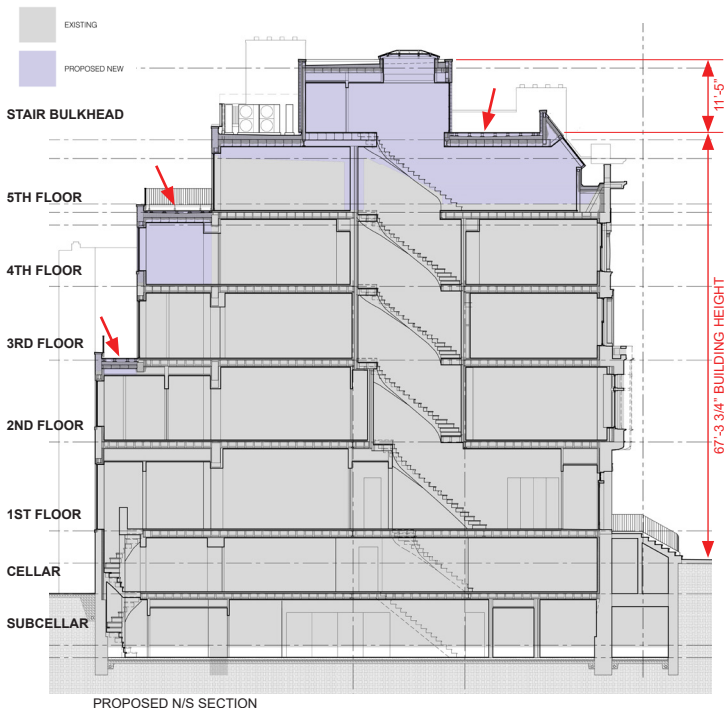 EXISTING
PROPOSED NEW
STAIR BULKHEAD
11'-5"
5TH FLOOR
4TH FLOOR
3RD FLOOR
2ND FLOOR
67'-3 3/4" BUILDING HEIGHT
1ST FLOOR
CELLAR
SUBCELLAR
PROPOSED N/S SECTION